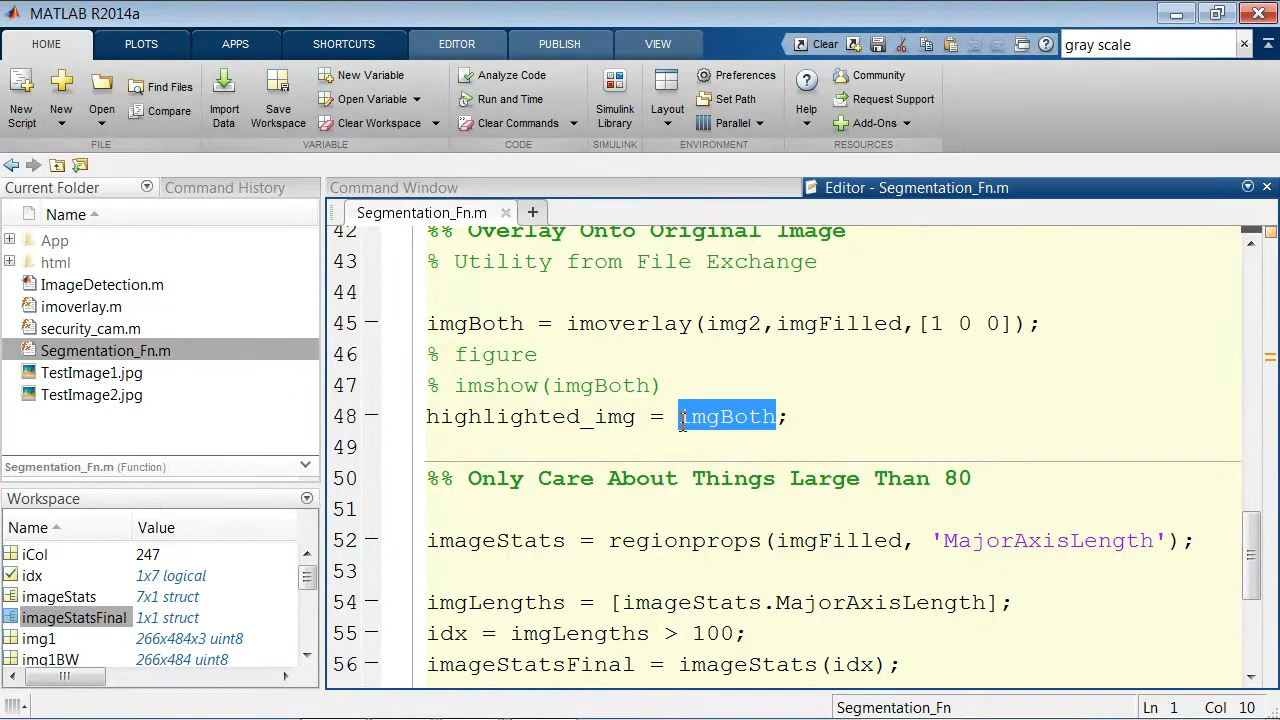 MATLAB R2014a
HOME PLOTS APPS SHORTCUTS EDITOR PUBLISH VIEW Clear gray scale
New Script New Open Find Files Compare Import Data Save Workspace New Variable Open Variable Clear Workspace Analyze Code Run and Time Clear Commands Simulink Library Layout Preferences Set Path Parallel Help Community Request Support Add-Ons
FILE VARIABLE CODE SIMULINK ENVIRONMENT RESOURCES
Current Folder Command History Command Window Editor - Segmentation_Fn.m
Name
App
html
ImageDetection.m
imoverlay.m
security_cam.m
Segmentation_Fn.m
TestImage1.jpg
TestImage2.jpg
Segmentation_Fn.m (Function)
Workspace
Name Value
iCol 247
idx 1x7 logical
imageStats 7x1 struct
imageStatsFinal 1x1 struct
img1 266x484x3 uint8
img1BW 266x484 uint8
Segmentation_Fn.m
42 %% Overlay Onto Original Image
43 % Utility from File Exchange
44
45 imgBoth = imoverlay(img2,imgFilled,[1 0 0]);
46 % figure
47 % imshow(imgBoth)
48 highlighted_img = imgBoth;
49
50 %% Only Care About Things Large Than 80
51
52 imageStats = regionprops(imgFilled, 'MajorAxisLength');
53
54 imgLengths = [imageStats.MajorAxisLength];
55 idx = imgLengths > 100;
56 imageStatsFinal = imageStats(idx);
Segmentation_Fn Ln 1 Col 10